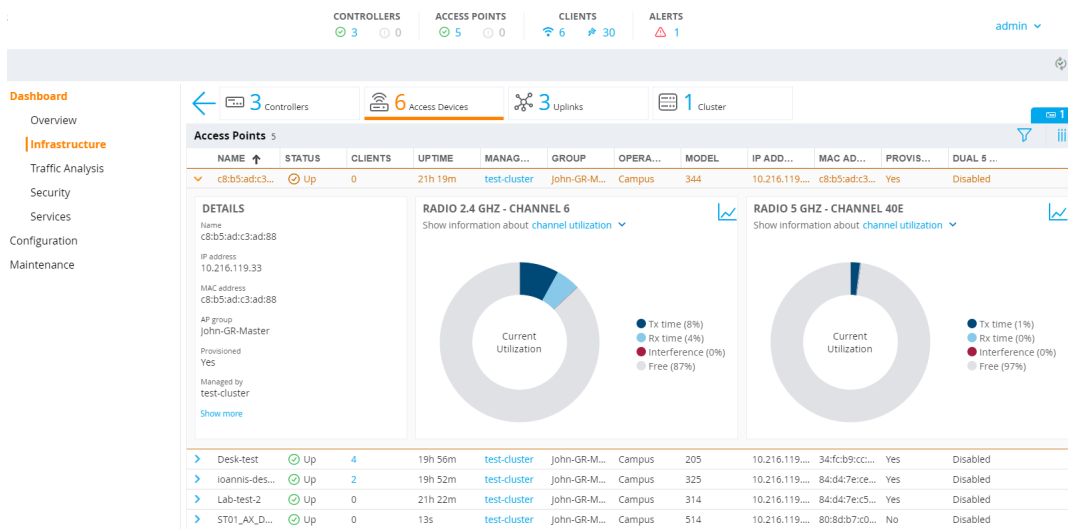 CONTROLLERS ACCESS POINTS CLIENTS ALERTS
3 0 5 0 6 30 1
admin
Dashboard
Overview
Infrastructure
Traffic Analysis
Security
Services
Configuration
Maintenance
3 Controllers 6 Access Devices 3 Uplinks 1 Cluster
1
Access Points 5
NAME STATUS CLIENTS UPTIME MANAG... GROUP OPERA... MODEL IP ADD... MAC AD... PROVIS... DUAL 5 ...
c8:b5:ad:c3... Up 0 21h 19m test-cluster John-GR-M... Campus 344 10.216.119.... c8:b5:ad:c3... Yes Disabled
DETAILS
Name
c8:b5:ad:c3:ad:88
IP address
10.216.119.33
MAC address
c8:b5:ad:c3:ad:88
AP group
John-GR-Master
Provisioned
Yes
Managed by
test-cluster
Show more
RADIO 2.4 GHZ - CHANNEL 6
Show information about channel utilization
Current
Utilization
Tx time (8%)
Rx time (4%)
Interference (0%)
Free (87%)
RADIO 5 GHZ - CHANNEL 40E
Show information about channel utilization
Current
Utilization
Tx time (1%)
Rx time (0%)
Interference (0%)
Free (97%)
Desk-test Up 4 19h 56m test-cluster John-GR-M... Campus 205 10.216.119.... 34:fc:b9:cc:... Yes Disabled
ioannis-des... Up 2 19h 52m test-cluster John-GR-M... Campus 325 10.216.119.... 84:d4:7e:ce... Yes Disabled
Lab-test-2 Up 0 21h 22m test-cluster John-GR-M... Campus 314 10.216.119.... 84:d4:7e:c5... Yes Disabled
ST01_AX_D... Up 0 13s test-cluster John-GR-M... Campus 514 10.216.119.... 80:8d:b7:c0... No Disabled